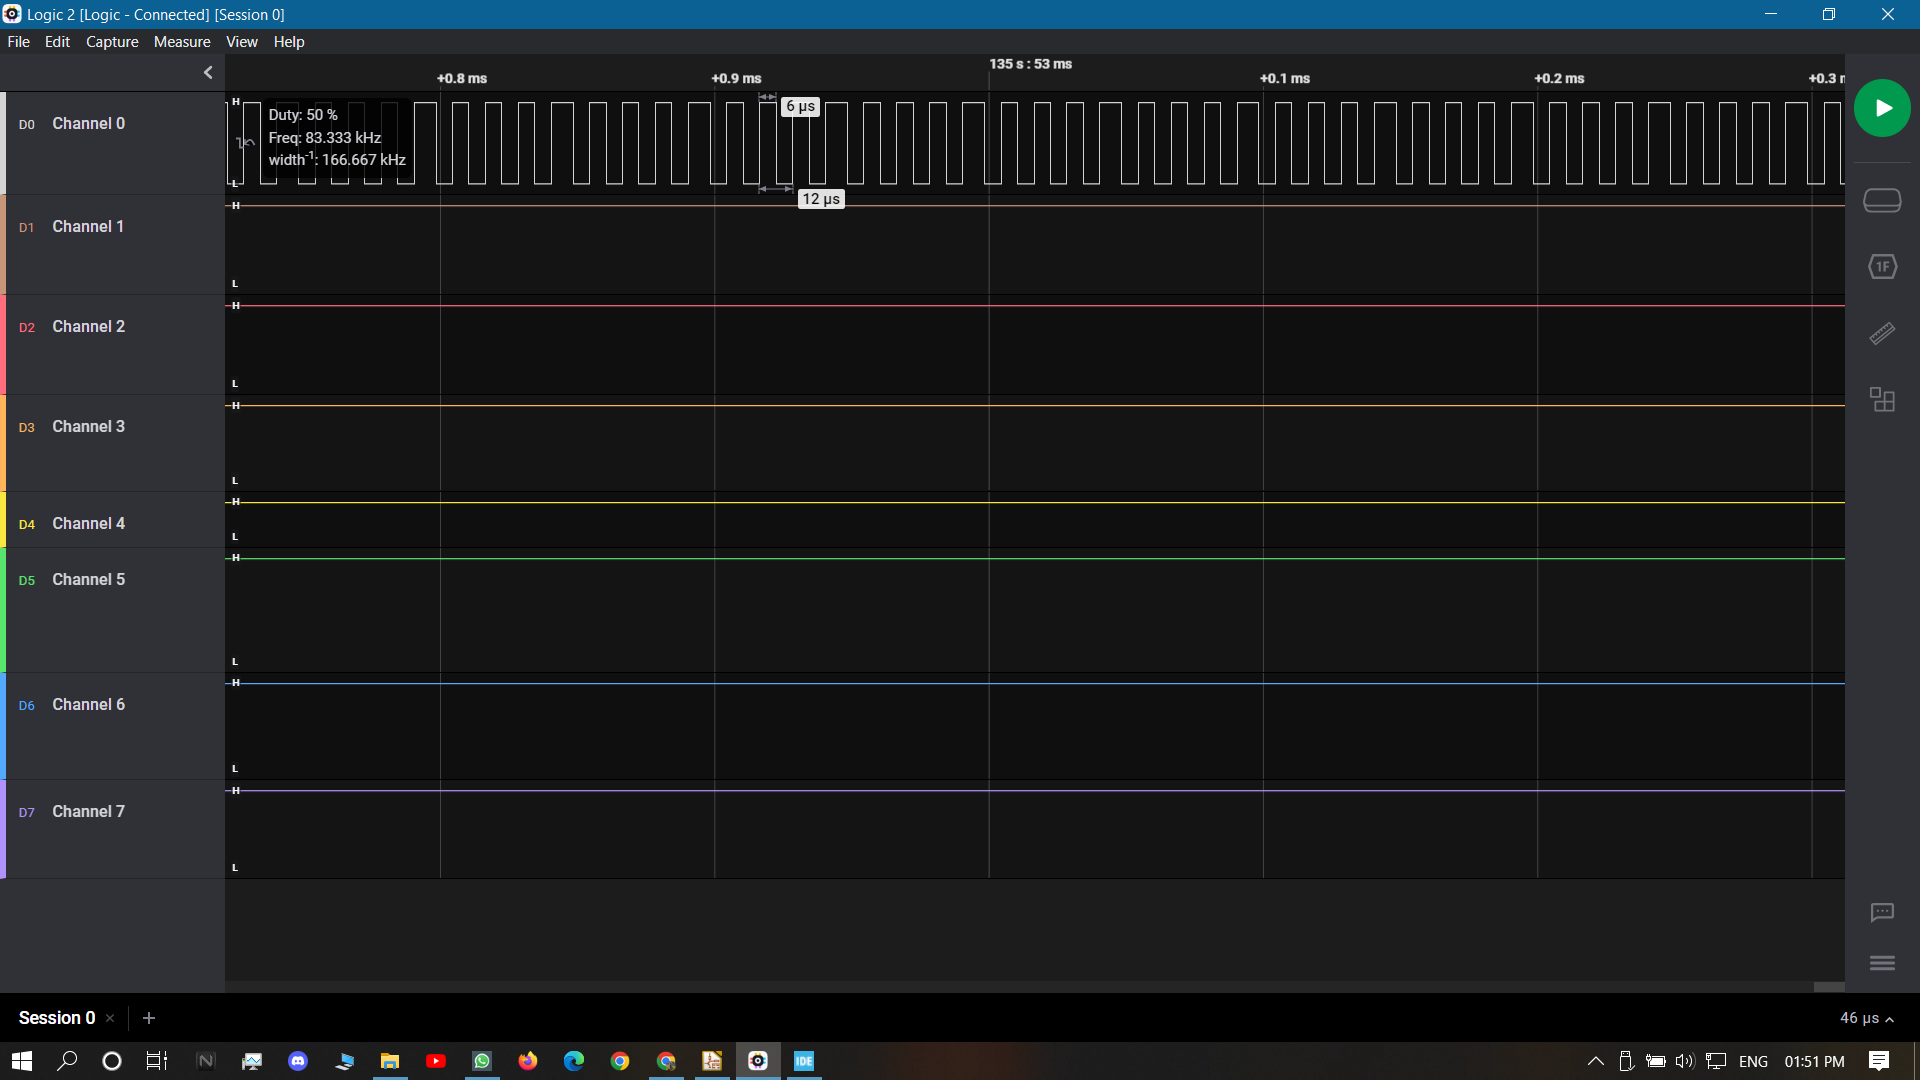 Logic 2 [Logic - Connected] [Session 0]
File Edit Capture Measure View Help
135 s : 53 ms
+0.8 ms +0.9 ms +0.1 ms +0.2 ms +0.3 m
D0 Channel 0
H
L
Duty: 50 %
Freq: 83.333 kHz
width-1: 166.667 kHz
6 µs
12 µs
D1 Channel 1
H
L
D2 Channel 2
H
L
D3 Channel 3
H
L
D4 Channel 4
H
L
D5 Channel 5
H
L
D6 Channel 6
H
L
D7 Channel 7
H
L
1F
Session 0
46 µs
N
IDE
ENG 01:51 PM